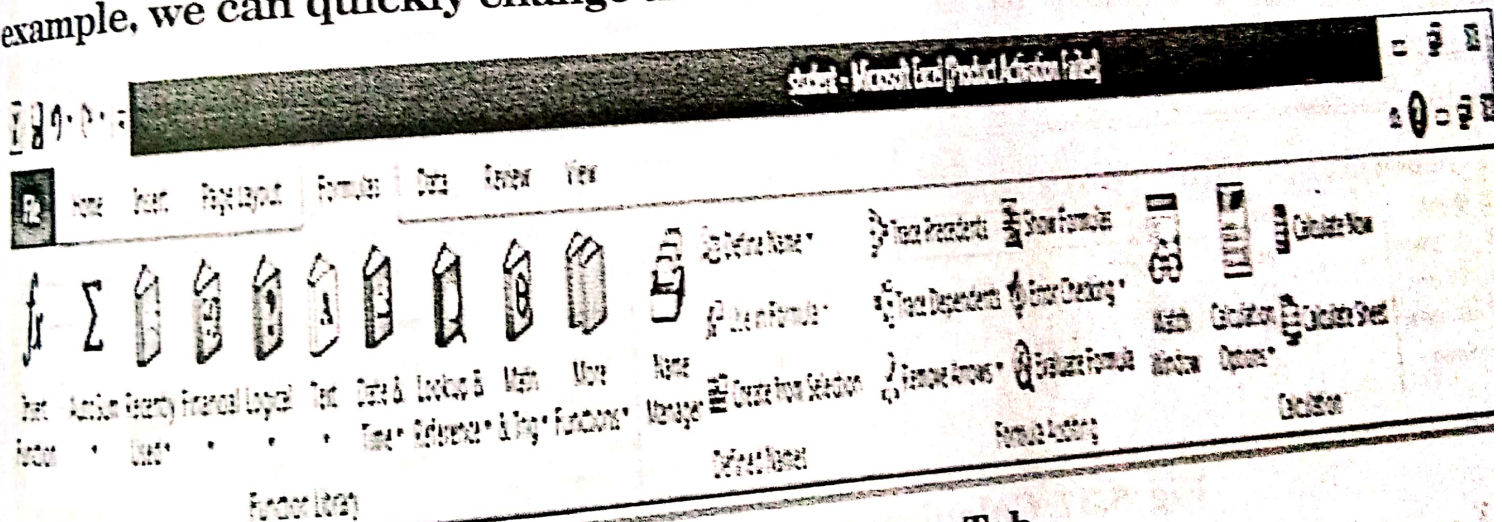 example, we can quickly change
student - Microsoft Excel (Product Activation Failed)
File Home Insert Page Layout Formulas Data Review View
fx Σ
Define Name Trace Precedents Show Formulas Calculate Now
Use in Formula Trace Dependents Error Checking Calculate Sheet
Create from Selection Remove Arrows Evaluate Formula
Insert Function AutoSum Recently Used Financial Logical Text Date & Time Lookup & Reference Math & Trig More Functions Name Manager Watch Window Calculation Options
Function Library Defined Names Formula Auditing Calculation